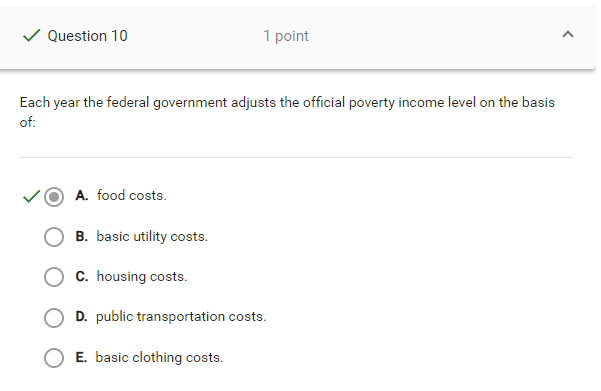 Question 10
1 point
Each year the federal government adjusts the official poverty income level on the basis
of:
A. food costs.
B. basic utility costs.
C. housing costs.
D. public transportation costs.
E. basic clothing costs.